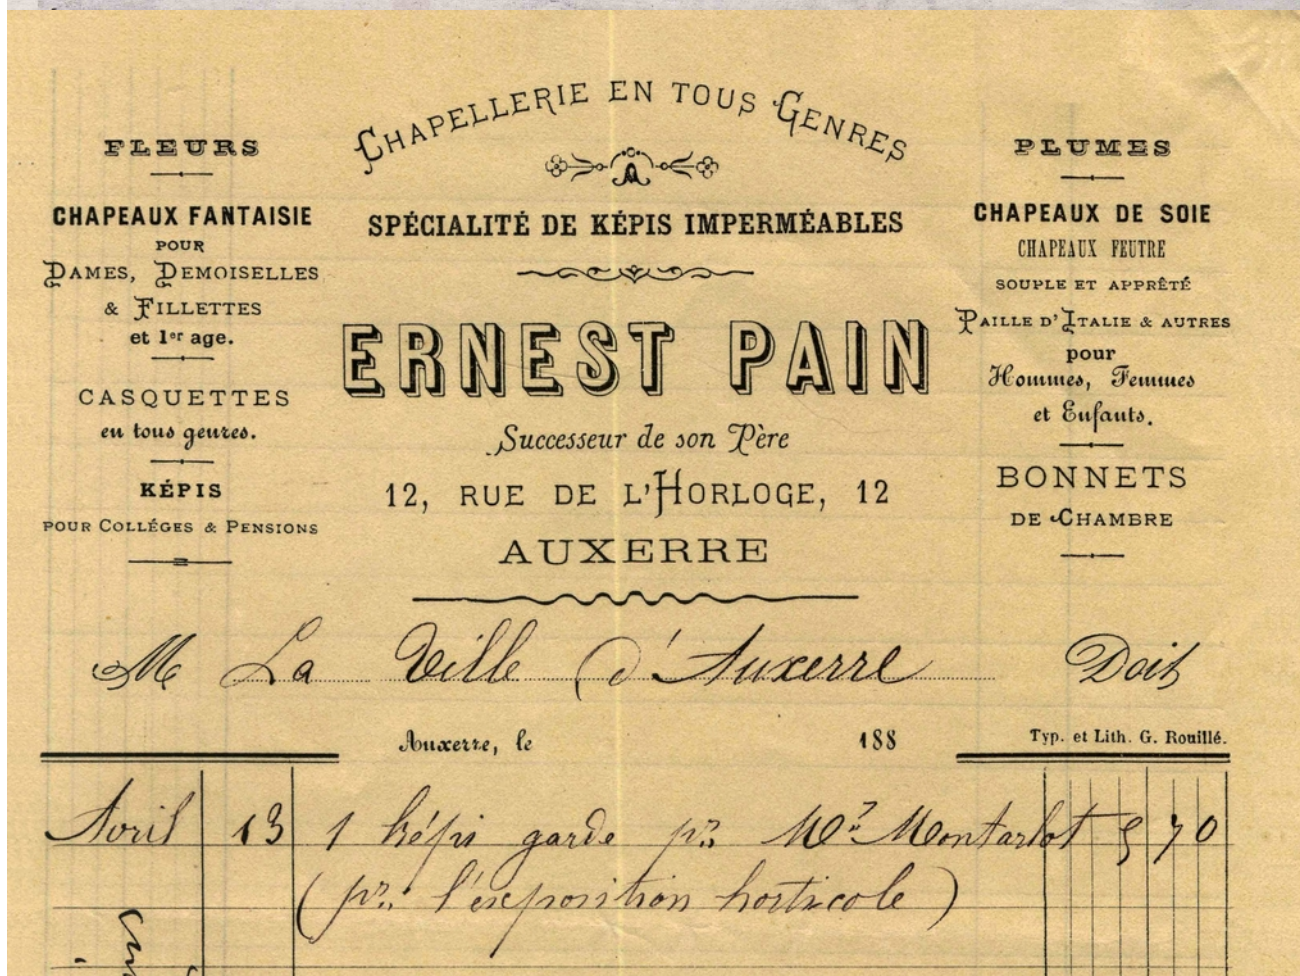 CHAPELLERIE EN TOUS GENRES
SPÉCIALITÉ DE KÉPIS IMPERMÉABLES
ERNEST PAIN
Successeur de son Père
12, RUE DE L'HORLOGE, 12
AUXERRE
FLEURS
CHAPEAUX FANTAISIE
POUR
DAMES, DEMOISELLES
& FILLETTES
et 1er age.
CASQUETTES
en tous genres.
KÉPIS
POUR COLLÉGES & PENSIONS
PLUMES
CHAPEAUX DE SOIE
CHAPEAUX FEUTRE
SOUPLE ET APPRÊTÉ
PAILLE D'ITALIE & AUTRES
pour
Hommes, Femmes
et Enfants.
BONNETS
DE CHAMBRE
M La Ville d'Auxerre Doit
Auxerre, le 188
Typ. et Lith. G. Rouillé.
Avril 13 1 képi garde pr. Mr Montarlot 5 70
(pr. l'exposition horticole)